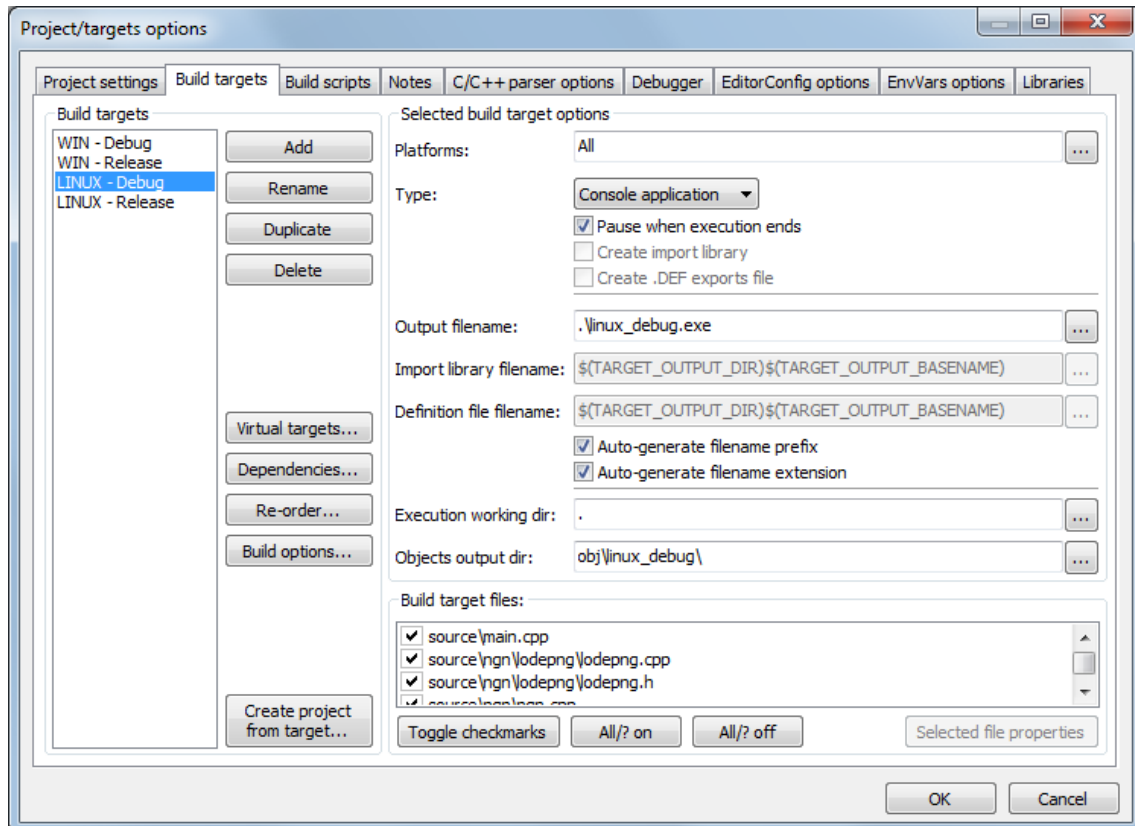 Project/targets options
Project settings Build targets Build scripts Notes C/C++ parser options Debugger EditorConfig options EnvVars options Libraries
Build targets
WIN - Debug
WIN - Release
LINUX - Debug
LINUX - Release
Add
Rename
Duplicate
Delete
Virtual targets...
Dependencies...
Re-order...
Build options...
Create project
from target...
Selected build target options
Platforms: All ...
Type: Console application
Pause when execution ends
Create import library
Create .DEF exports file
Output filename: .\linux_debug.exe ...
Import library filename: $(TARGET_OUTPUT_DIR)$(TARGET_OUTPUT_BASENAME) ...
Definition file filename: $(TARGET_OUTPUT_DIR)$(TARGET_OUTPUT_BASENAME) ...
Auto-generate filename prefix
Auto-generate filename extension
Execution working dir: . ...
Objects output dir: obj\linux_debug\ ...
Build target files:
source\main.cpp
source\ngn\lodepng\lodepng.cpp
source\ngn\lodepng\lodepng.h
source\ngn\ngn.cpp
Toggle checkmarks All/? on All/? off Selected file properties
OK Cancel